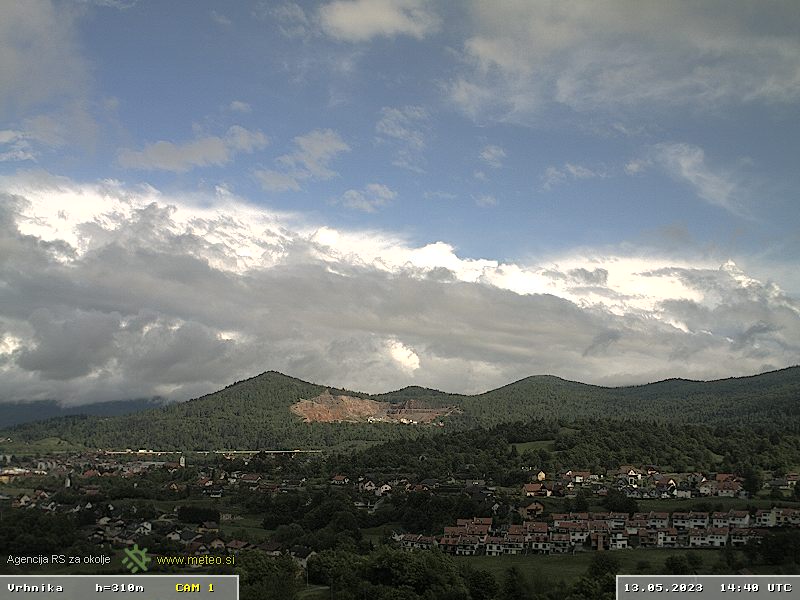 Agencija RS za okolje www.meteo.si
Vrhnika h=310m CAM 1
13.05.2023 14:40 UTC